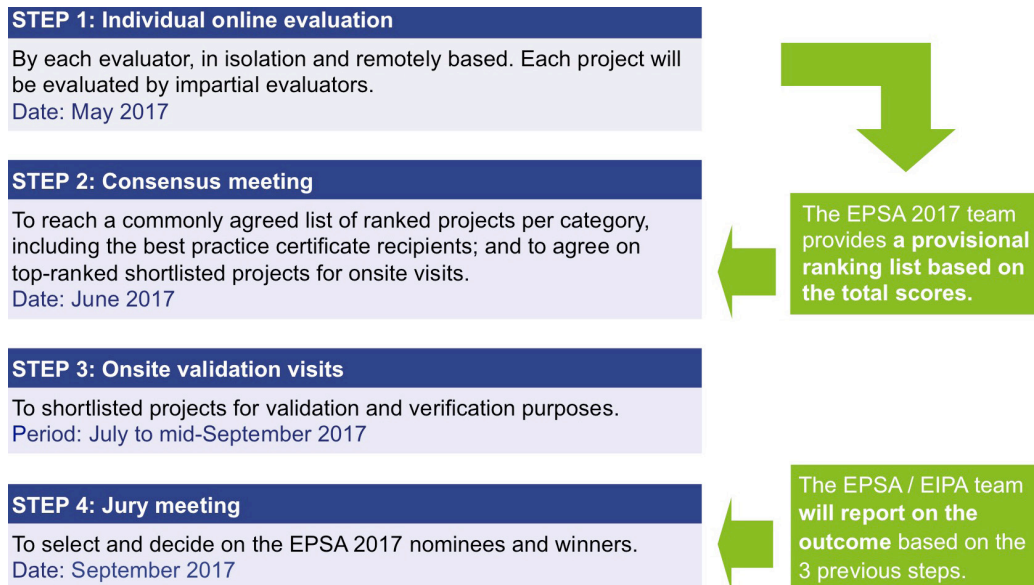 STEP 1: Individual online evaluation
By each evaluator, in isolation and remotely based. Each project will
be evaluated by impartial evaluators.
Date: May 2017
STEP 2: Consensus meeting
To reach a commonly agreed list of ranked projects per category,
including the best practice certificate recipients; and to agree on
top-ranked shortlisted projects for onsite visits.
Date: June 2017
The EPSA 2017 team
provides a provisional
ranking list based on
the total scores.
STEP 3: Onsite validation visits
To shortlisted projects for validation and verification purposes.
Period: July to mid-September 2017
STEP 4: Jury meeting
To select and decide on the EPSA 2017 nominees and winners.
Date: September 2017
The EPSA / EIPA team
will report on the
outcome based on the
3 previous steps.